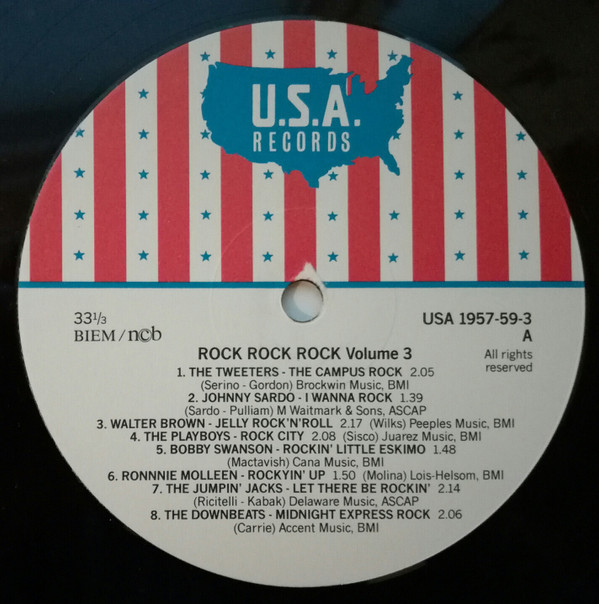 U.S.A.
RECORDS
33 1/3
BIEM/ncb
USA 1957-59-3
A
All rights
reserved
ROCK ROCK ROCK Volume 3
1. THE TWEETERS - THE CAMPUS ROCK 2.05
(Serino - Gordon) Brockwin Music, BMI
2. JOHNNY SARDO - I WANNA ROCK 1.39
(Sardo - Pulliam) M Waitmark & Sons, ASCAP
3. WALTER BROWN - JELLY ROCK'N'ROLL 2.17 (Wilks) Peeples Music, BMI
4. THE PLAYBOYS - ROCK CITY 2.08 (Sisco) Juarez Music, BMI
5. BOBBY SWANSON - ROCKIN' LITTLE ESKIMO 1.48
(Mactavish) Cana Music, BMI
6. RONNNIE MOLLEEN - ROCKYIN' UP 1.50 (Molina) Lois-Helsom, BMI
7. THE JUMPIN' JACKS - LET THERE BE ROCKIN' 2.14
(Ricitelli - Kabak) Delaware Music, ASCAP
8. THE DOWNBEATS - MIDNIGHT EXPRESS ROCK 2.06
(Carrie) Accent Music, BMI